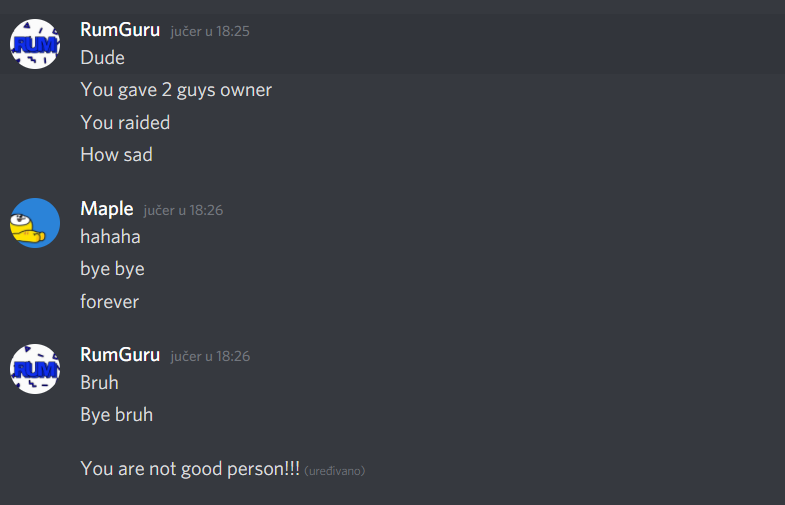 RUM
RumGuru jučer u 18:25
Dude
You gave 2 guys owner
You raided
How sad
Maple jučer u 18:26
hahaha
bye bye
forever
RUM
RumGuru jučer u 18:26
Bruh
Bye bruh
You are not good person!!! (uređivano)